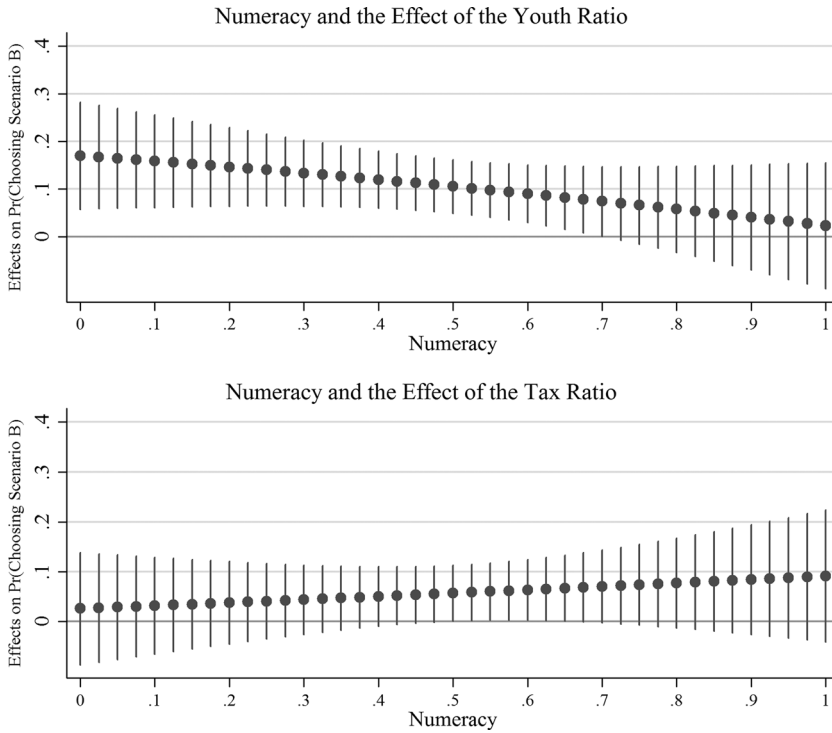 Numeracy and the Effect of the Youth Ratio
Effects on Pr(Choosing Scenario B)
.4
.3
.2
.1
0
0 .1 .2 .3 .4 .5 .6 .7 .8 .9 1
Numeracy
Numeracy and the Effect of the Tax Ratio
Effects on Pr(Choosing Scenario B)
.4
.3
.2
.1
0
0 .1 .2 .3 .4 .5 .6 .7 .8 .9 1
Numeracy